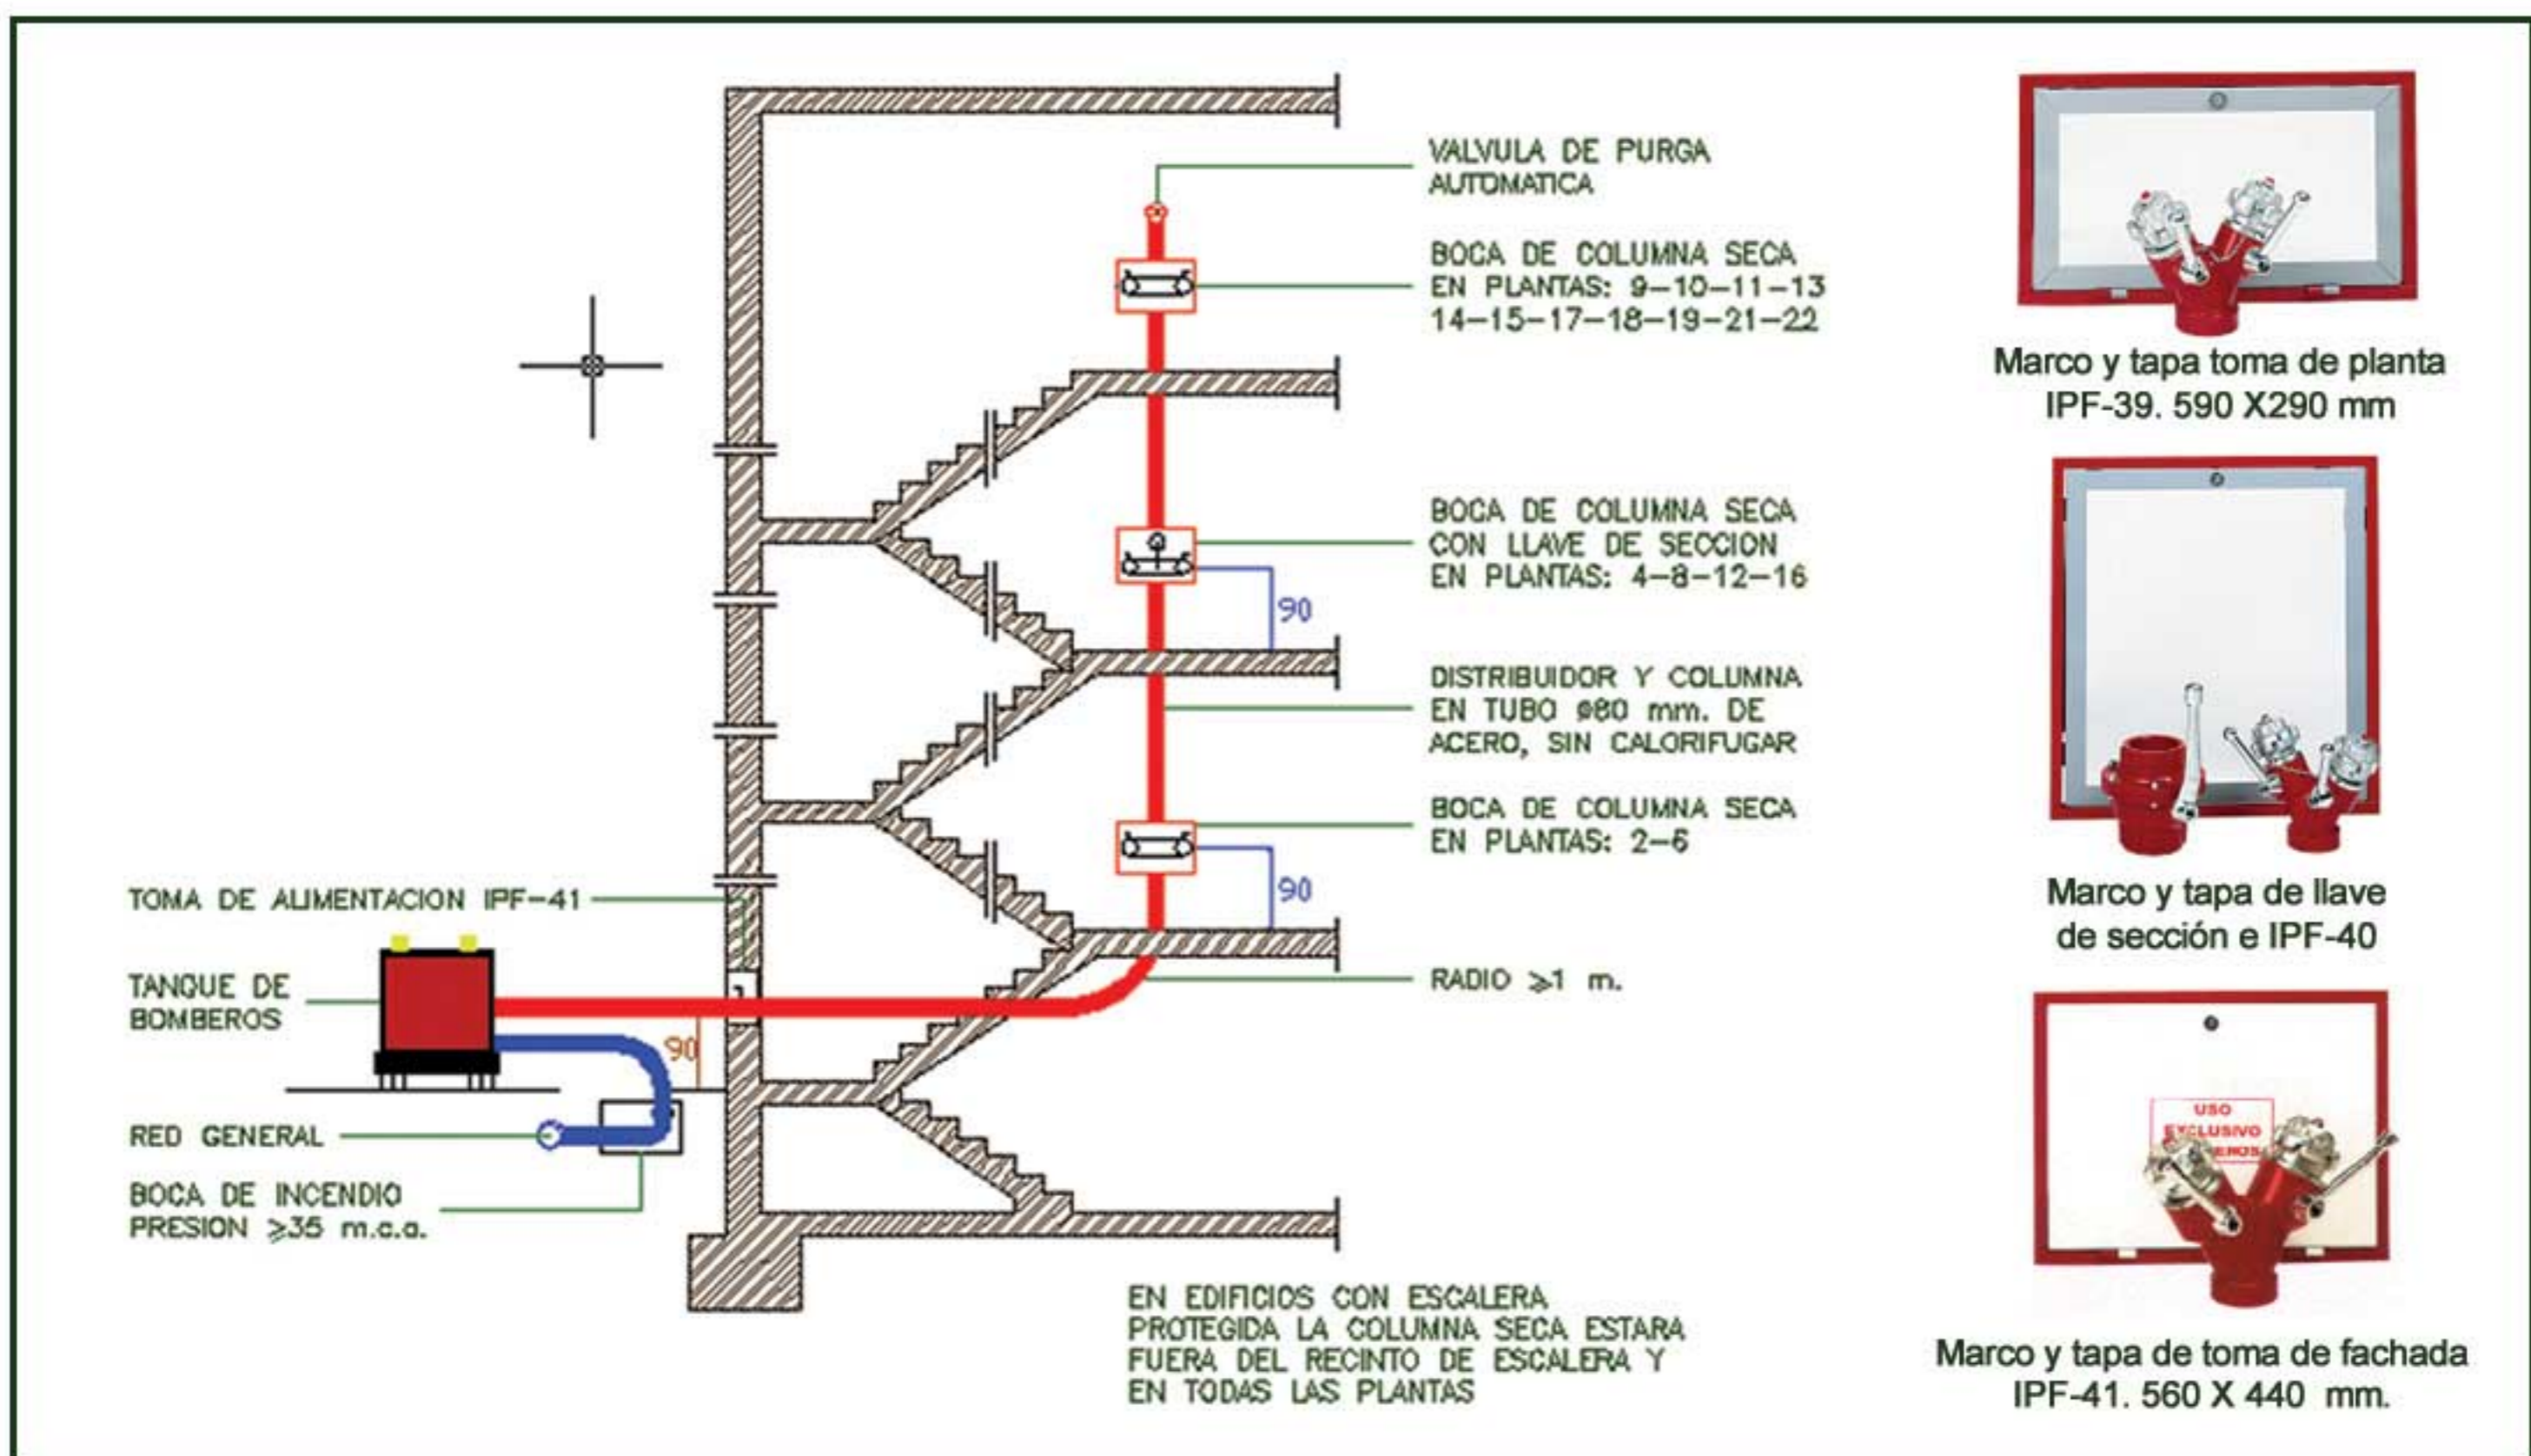 VALVULA DE PURGA
AUTOMATICA
BOCA DE COLUMNA SECA
EN PLANTAS: 9-10-11-13
14-15-17-18-19-21-22
BOCA DE COLUMNA SECA
CON LLAVE DE SECCION
EN PLANTAS: 4-8-12-16
90
DISTRIBUIDOR Y COLUMNA
EN TUBO ø80 mm. DE
ACERO, SIN CALORIFUGAR
BOCA DE COLUMNA SECA
EN PLANTAS: 2-6
90
RADIO ⩾1 m.
TOMA DE ALIMENTACION IPF-41
TANQUE DE
BOMBEROS
90
RED GENERAL
BOCA DE INCENDIO
PRESION ⩾35 m.c.a.
EN EDIFICIOS CON ESCALERA
PROTEGIDA LA COLUMNA SECA ESTARA
FUERA DEL RECINTO DE ESCALERA Y
EN TODAS LAS PLANTAS
Marco y tapa toma de planta
IPF-39. 590 X290 mm
Marco y tapa de llave
de sección e IPF-40
USO
EXCLUSIVO
Marco y tapa de toma de fachada
IPF-41. 560 X 440 mm.